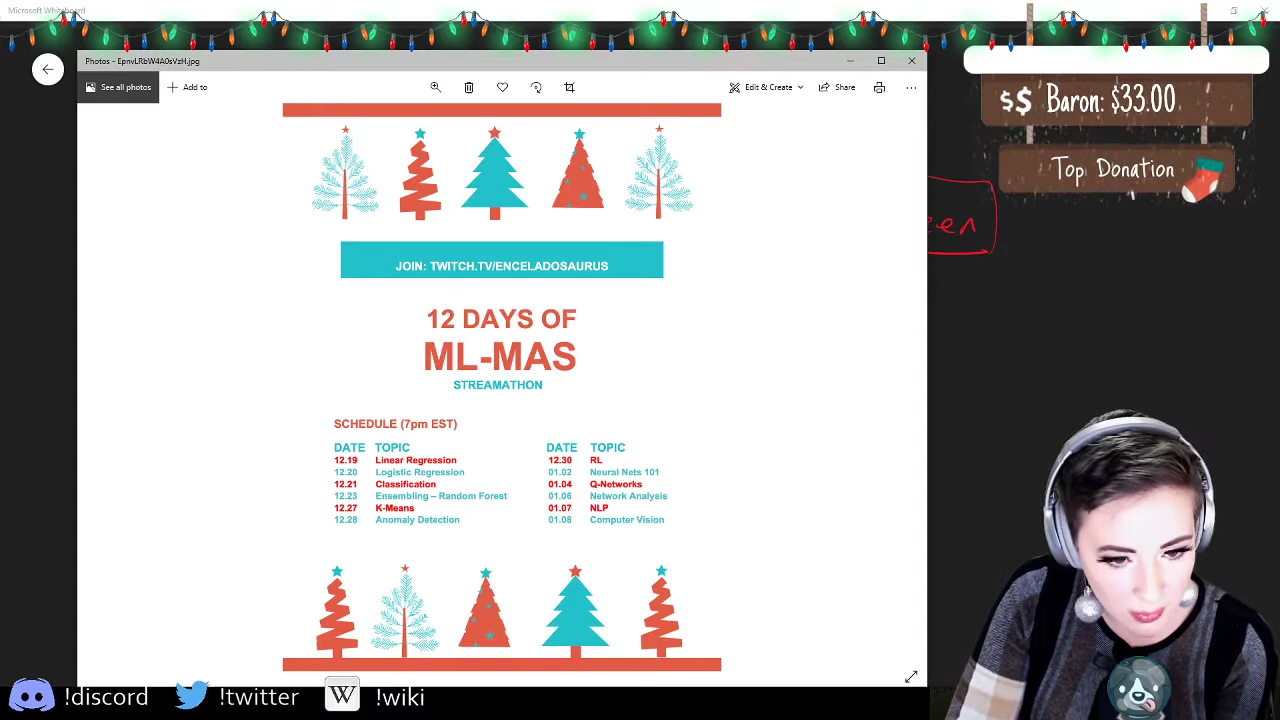 Microsoft Whiteboard
Photos - EpnvLRbW4A0sVzH.jpg
See all photos
Add to
Edit & Create
Share
$$ Baron: $33.00
Top Donation
JOIN: TWITCH.TV/ENCELADOSAURUS
12 DAYS OF
ML-MAS
STREAMATHON
SCHEDULE (7pm EST)
DATE TOPIC
12.19 Linear Regression
12.20 Logistic Regression
12.21 Classification
12.23 Ensembling – Random Forest
12.27 K-Means
12.28 Anomaly Detection
DATE TOPIC
12.30 RL
01.02 Neural Nets 101
01.04 Q-Networks
01.06 Network Analysis
01.07 NLP
01.08 Computer Vision
!discord
!twitter
W !wiki